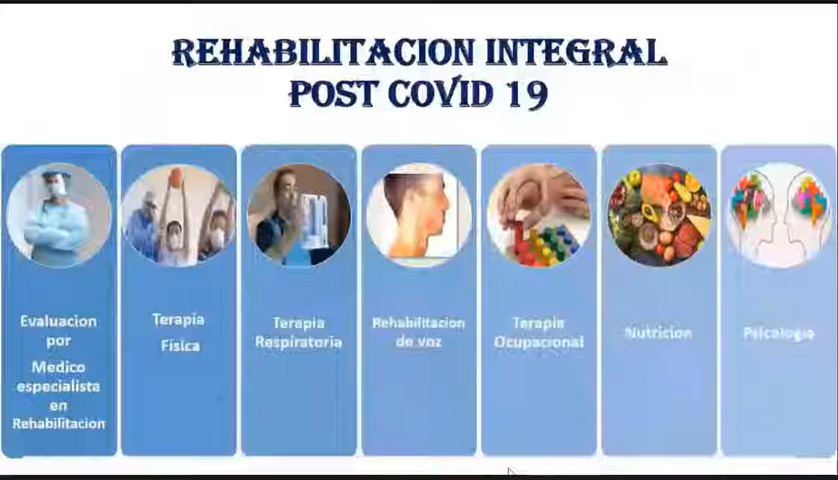 REHABILITACION INTEGRAL
POST COVID 19
Evaluacion
por
Medico
especialista
en
Rehabilitacion
Terapia
Fisica
Terapia
Respiratoria
Rehabilitacion
de voz
Terapia
Ocupacional
Nutricion
Psicologia